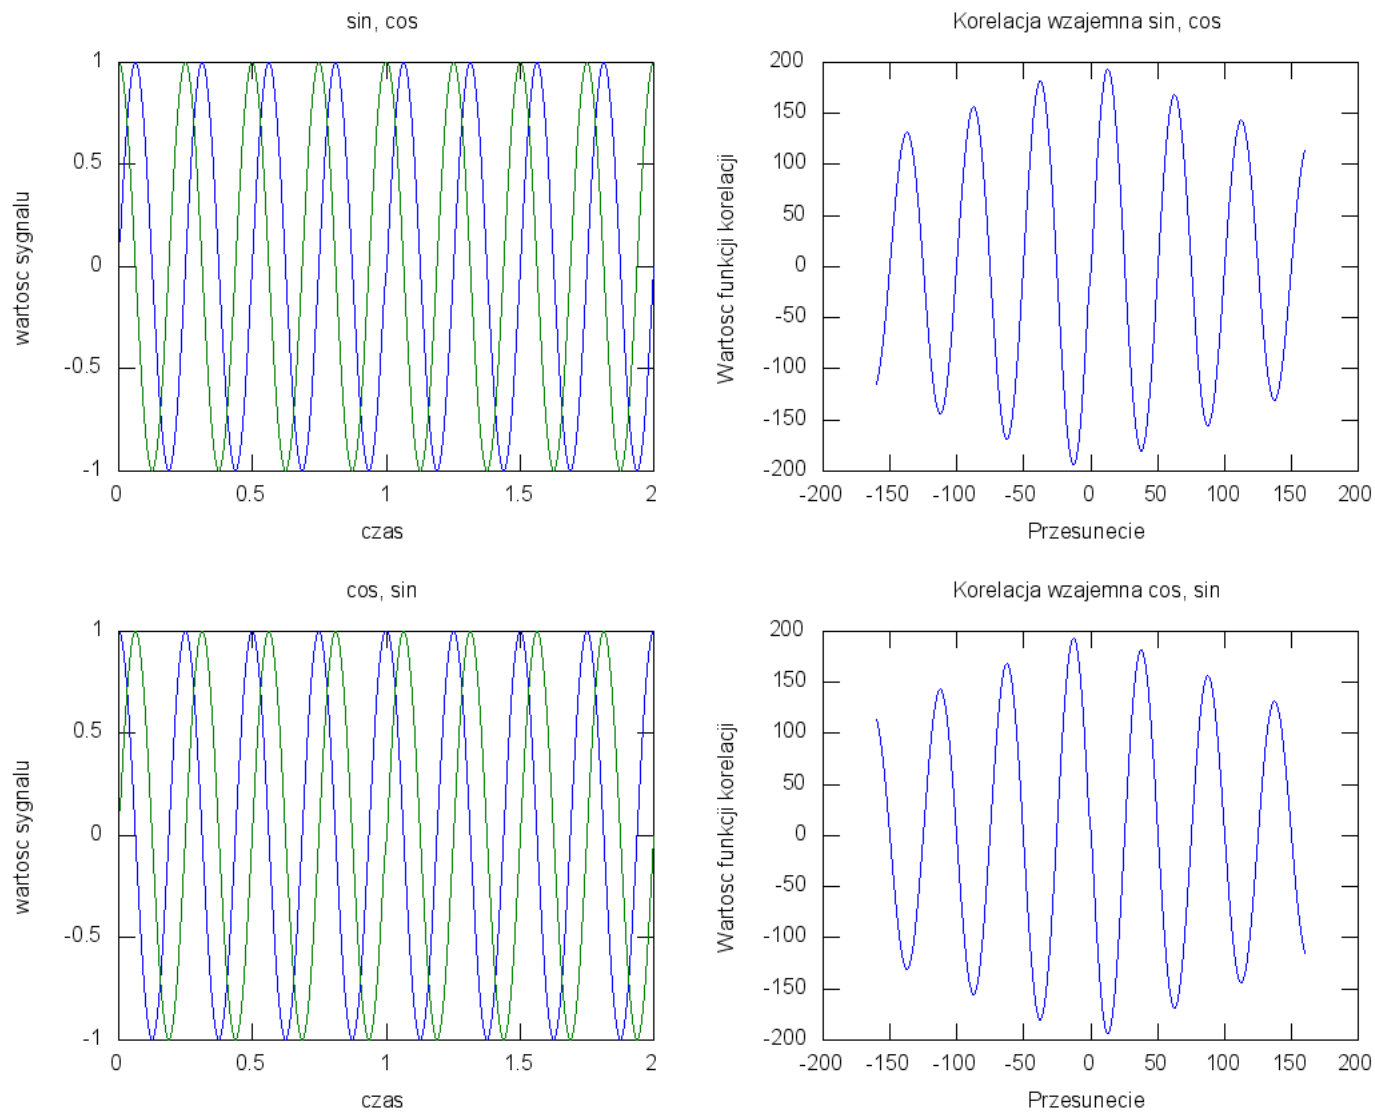 sin, cos
wartosc sygnalu
1
0.5
0
-0.5
-1
0 0.5 1 1.5 2
czas
Korelacja wzajemna sin, cos
Wartosc funkcji korelacji
200
150
100
50
0
-50
-100
-150
-200
-200 -150 -100 -50 0 50 100 150 200
Przesuniecie
cos, sin
wartosc sygnalu
1
0.5
0
-0.5
-1
0 0.5 1 1.5 2
czas
Korelacja wzajemna cos, sin
Wartosc funkcji korelacji
200
150
100
50
0
-50
-100
-150
-200
-200 -150 -100 -50 0 50 100 150 200
Przesuniecie